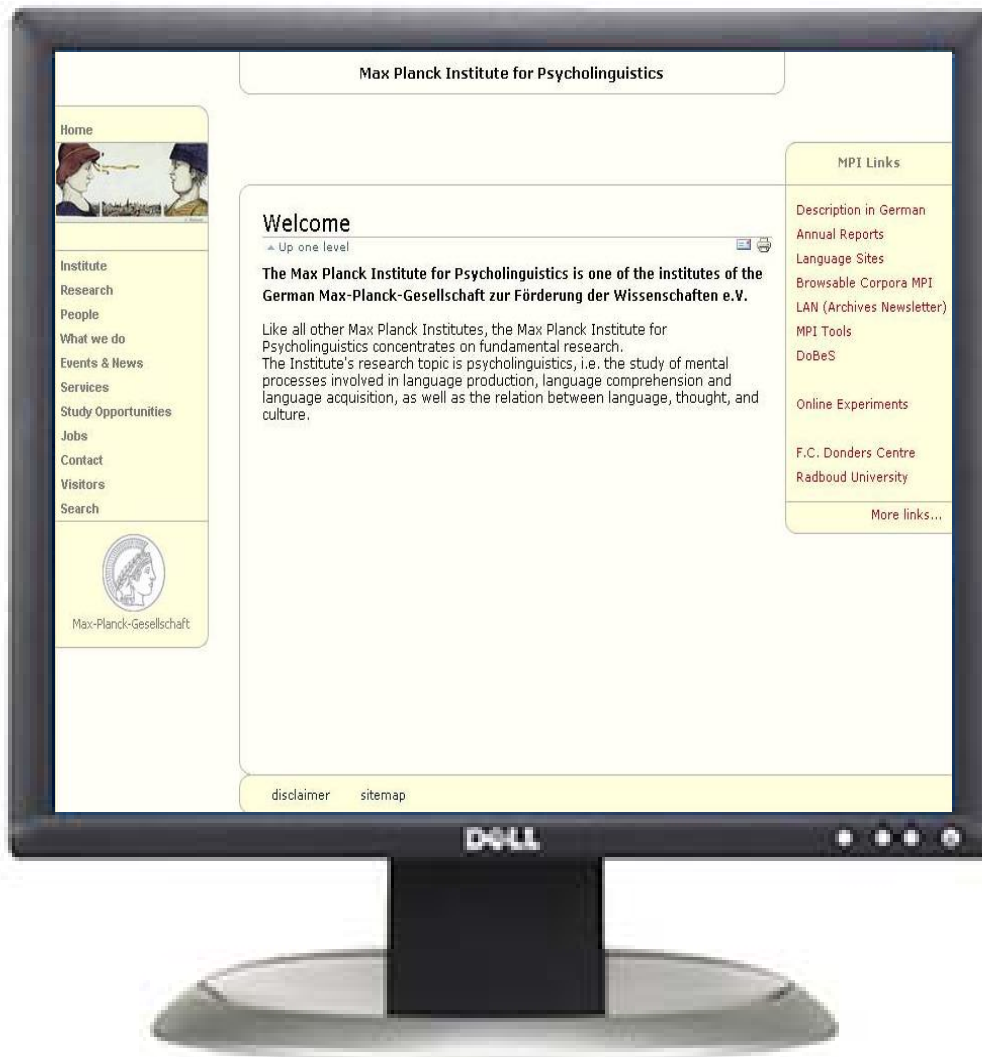 Max Planck Institute for Psycholinguistics
Home
Institute
Research
People
What we do
Events & News
Services
Study Opportunities
Jobs
Contact
Visitors
Search
Max-Planck-Gesellschaft
Welcome
Up one level
The Max Planck Institute for Psycholinguistics is one of the institutes of the
German Max-Planck-Gesellschaft zur Förderung der Wissenschaften e.V.
Like all other Max Planck Institutes, the Max Planck Institute for
Psycholinguistics concentrates on fundamental research.
The Institute's research topic is psycholinguistics, i.e. the study of mental
processes involved in language production, language comprehension and
language acquisition, as well as the relation between language, thought, and
culture.
MPI Links
Description in German
Annual Reports
Language Sites
Browsable Corpora MPI
LAN (Archives Newsletter)
MPI Tools
DoBeS
Online Experiments
F.C. Donders Centre
Radboud University
More links...
disclaimer sitemap
DELL